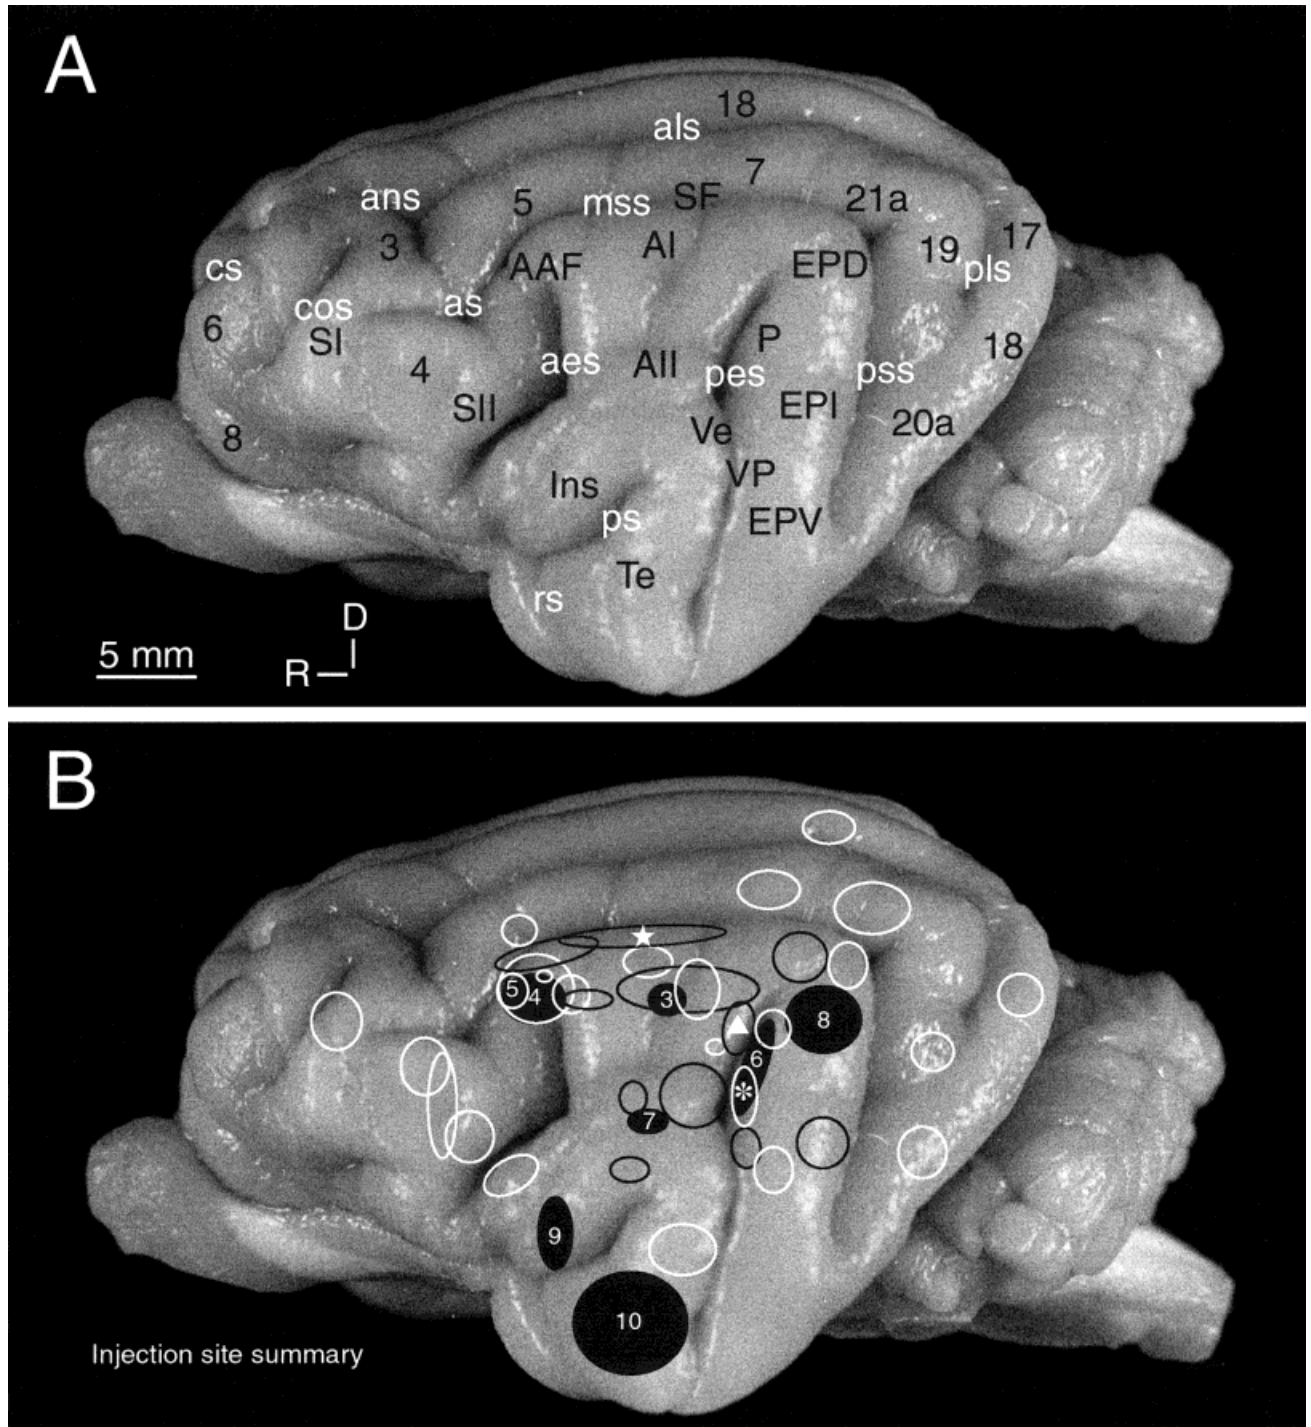 A
18
als
7
ans
5
mss
SF
21a
3
AI
19
17
cs
AAF
EPD
pls
cos
as
6
SI
P
18
4
aes
AII
pes
pss
SII
EPI
8
Ve
20a
Ins
VP
ps
EPV
Te
rs
D
5 mm
R
B
5
4
3
8
6
*
7
9
10
Injection site summary